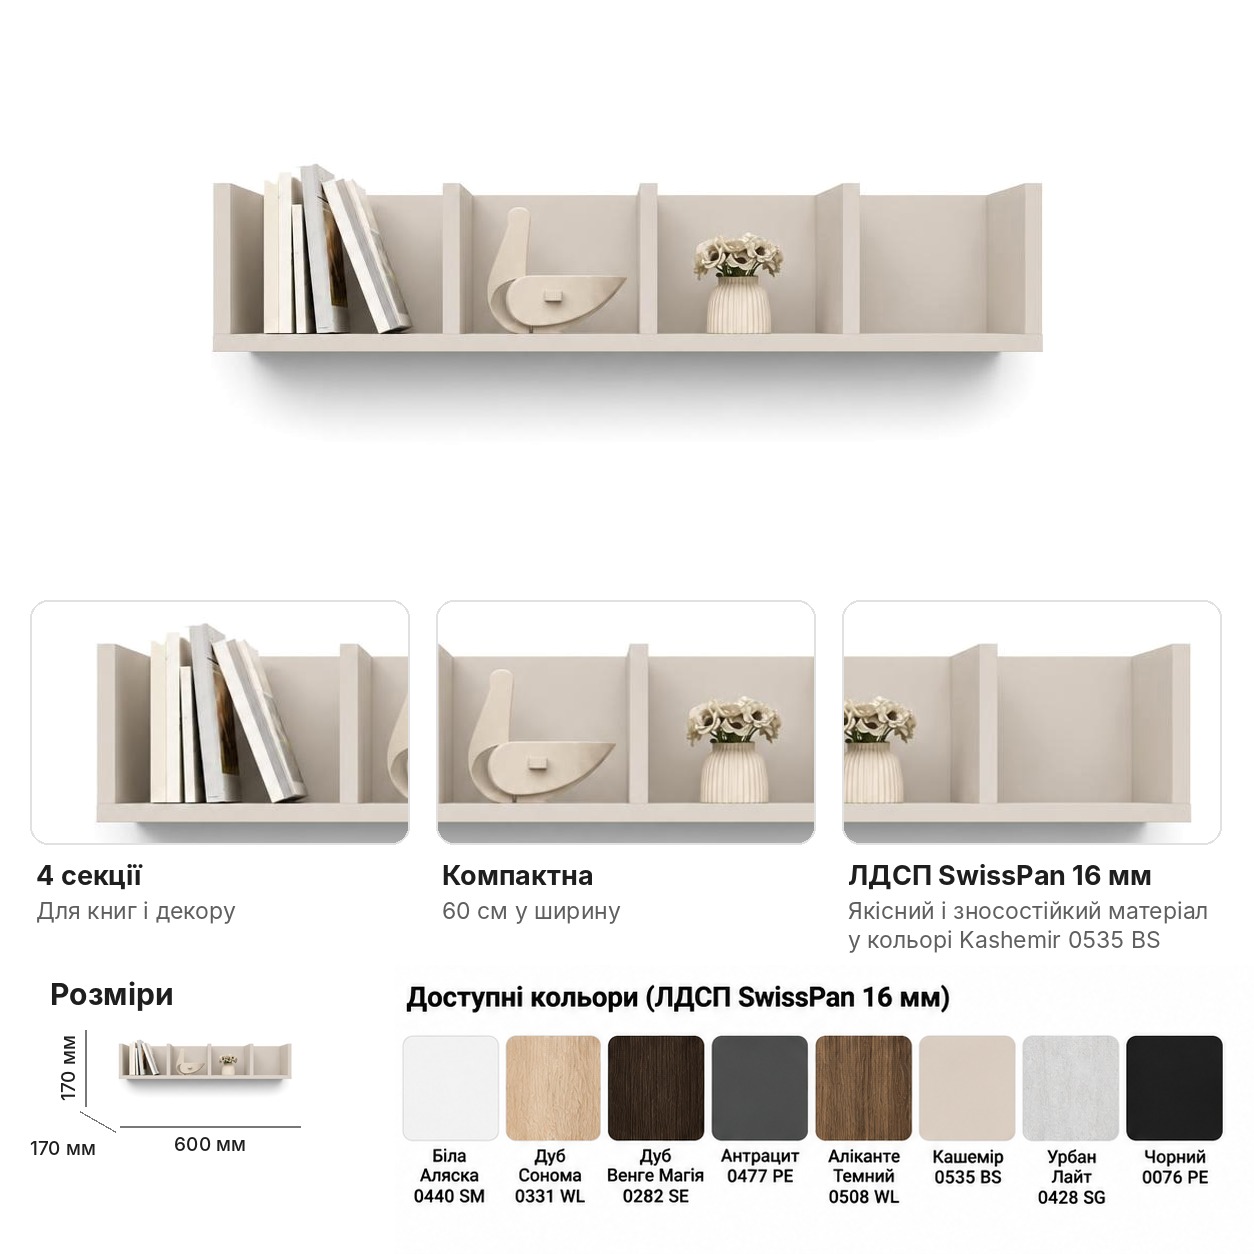 4 секції
Для книг і декору
Компактна
60 см у ширину
ЛДСП SwissPan 16 мм
Якісний і зносостійкий матеріал
у кольорі Kashemir 0535 BS
Розміри
170 мм
170 мм
600 мм
Доступні кольори (ЛДСП SwissPan 16 мм)
Біла
Аляска
0440 SM
Дуб
Сонома
0331 WL
Дуб
Венге Магія
0282 SE
Антрацит
0477 PE
Аліканте
Темний
0508 WL
Кашемір
0535 BS
Урбан
Лайт
0428 SG
Чорний
0076 PE